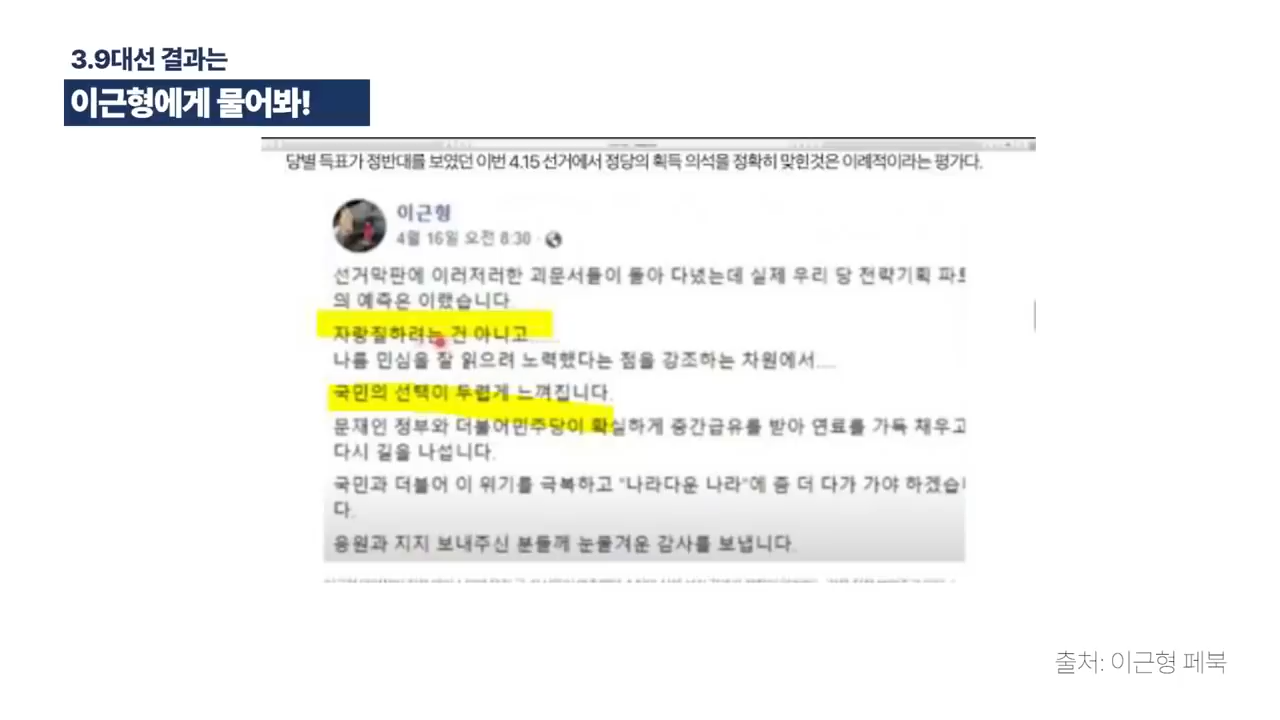 3.9대선 결과는
이근형에게 물어봐!
당별 득표가 정반대를 보였던 이번 4.15 선거에서 정당의 획득 의석을 정확히 맞힌것은 이례적이라는 평가다.
이근형
4월 16일 오전 8:30 ·
선거막판에 이러저러한 괴문서들이 돌아 다녔는데 실제 우리 당 전략기획 파트
의 예측은 이랬습니다.
자랑질하려는 건 아니고......
나름 민심을 잘 읽으려 노력했다는 점을 강조하는 차원에서....
국민의 선택이 두렵게 느껴집니다.
문재인 정부와 더불어민주당이 확실하게 중간급유를 받아 연료를 가득 채우고
다시 길을 나섭니다.
국민과 더불어 이 위기를 극복하고 "나라다운 나라"에 좀 더 다가 가야 하겠습니
다.
응원과 지지 보내주신 분들께 눈물겨운 감사를 보냅니다.
출처: 이근형 페북